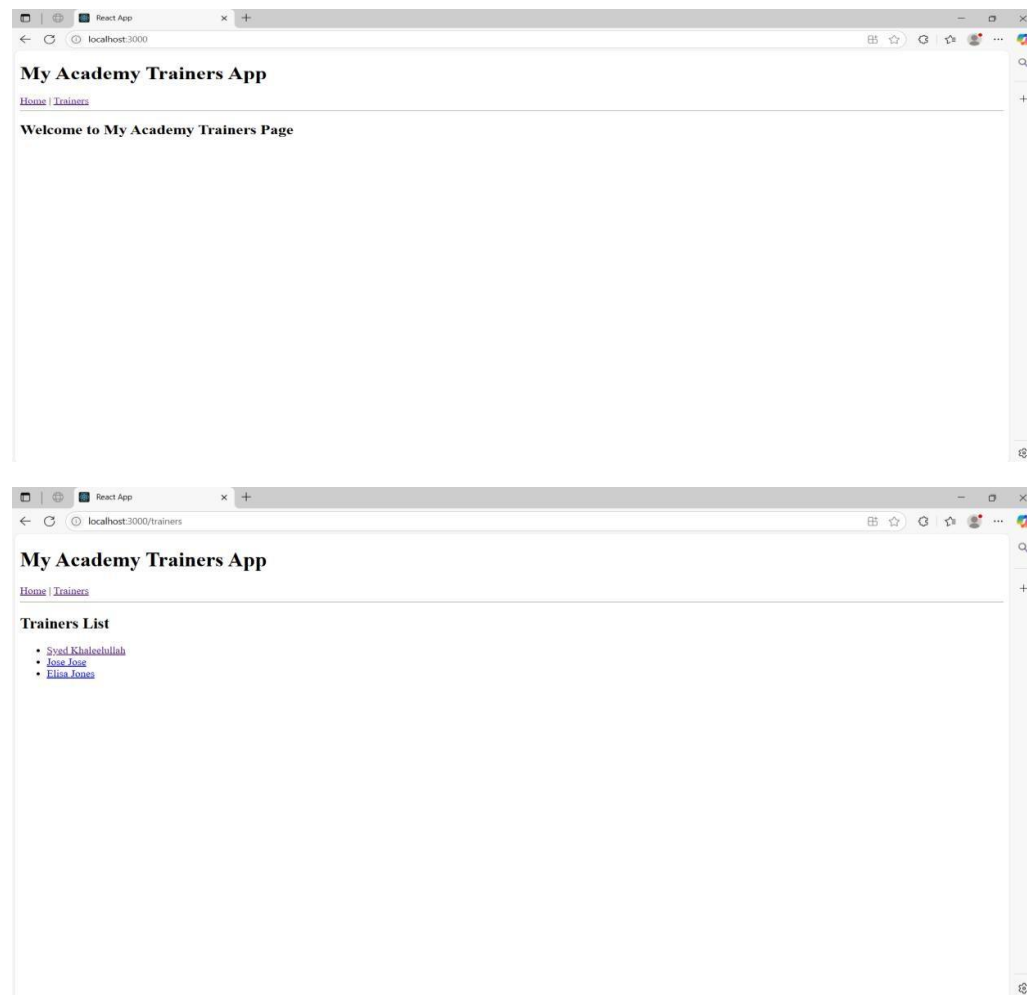 React App
localhost:3000
My Academy Trainers App
Home | Trainers
Welcome to My Academy Trainers Page
React App
localhost:3000/trainers
My Academy Trainers App
Home | Trainers
Trainers List
Syed Khaleelullah
Jose Jose
Elisa Jones